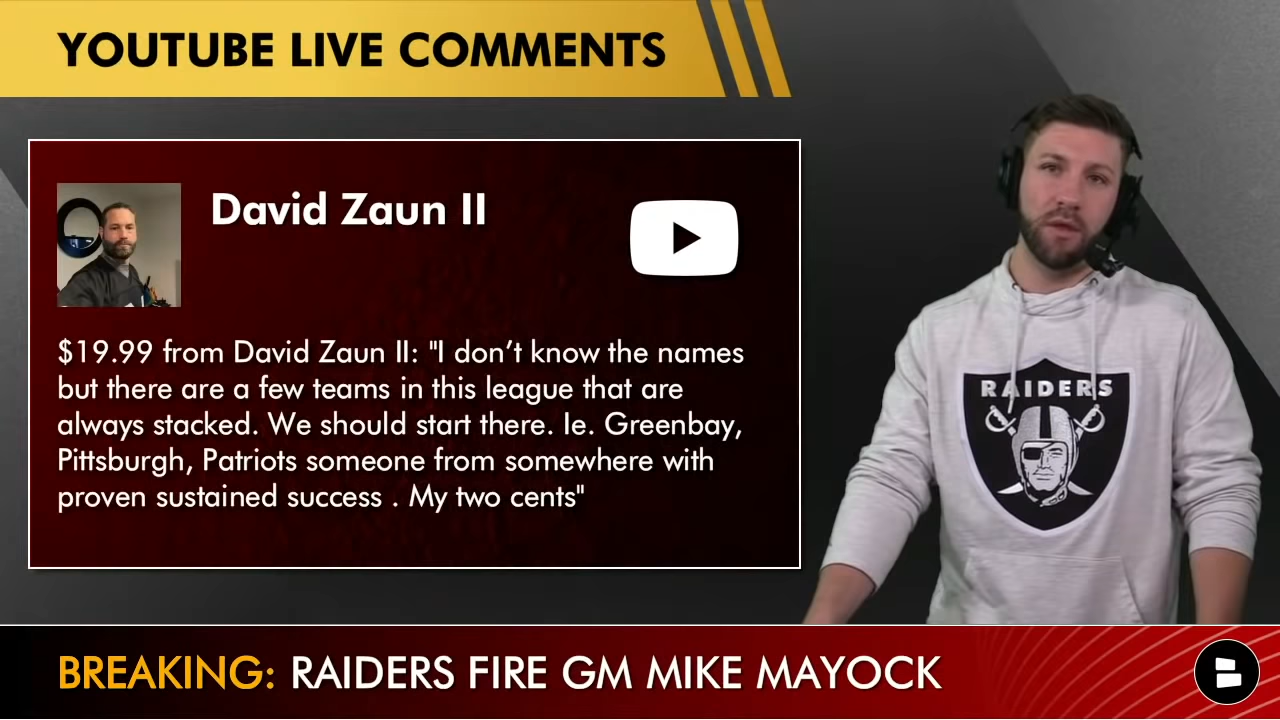 YOUTUBE LIVE COMMENTS
David Zaun II
$19.99 from David Zaun II: "I don’t know the names
but there are a few teams in this league that are
always stacked. We should start there. Ie. Greenbay,
Pittsburgh, Patriots someone from somewhere with
proven sustained success . My two cents"
RAIDERS
BREAKING: RAIDERS FIRE GM MIKE MAYOCK